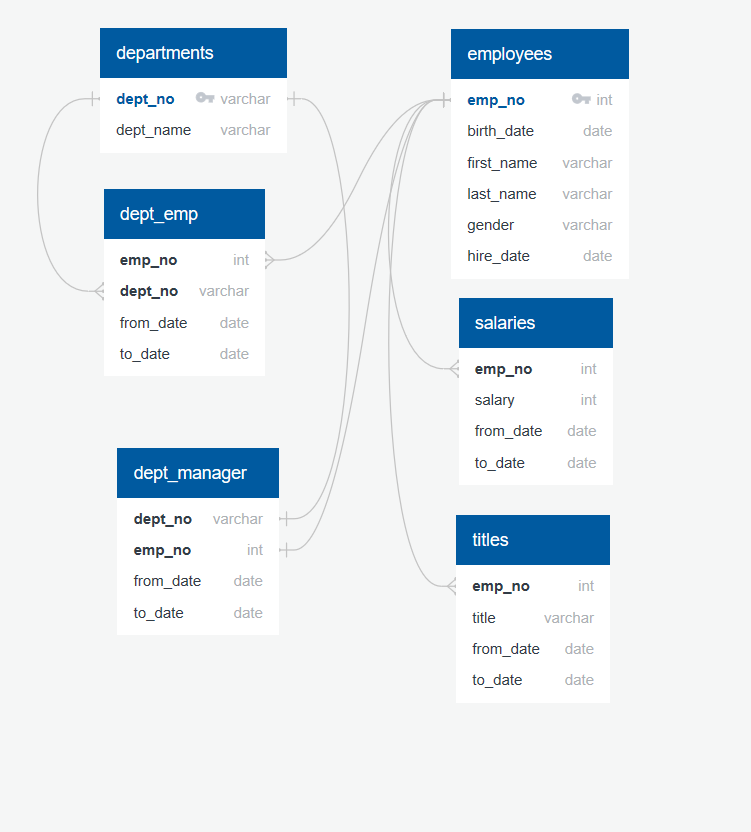 departments
dept_no varchar
dept_name varchar
dept_emp
emp_no int
dept_no varchar
from_date date
to_date date
dept_manager
dept_no varchar
emp_no int
from_date date
to_date date
employees
emp_no int
birth_date date
first_name varchar
last_name varchar
gender varchar
hire_date date
salaries
emp_no int
salary int
from_date date
to_date date
titles
emp_no int
title varchar
from_date date
to_date date